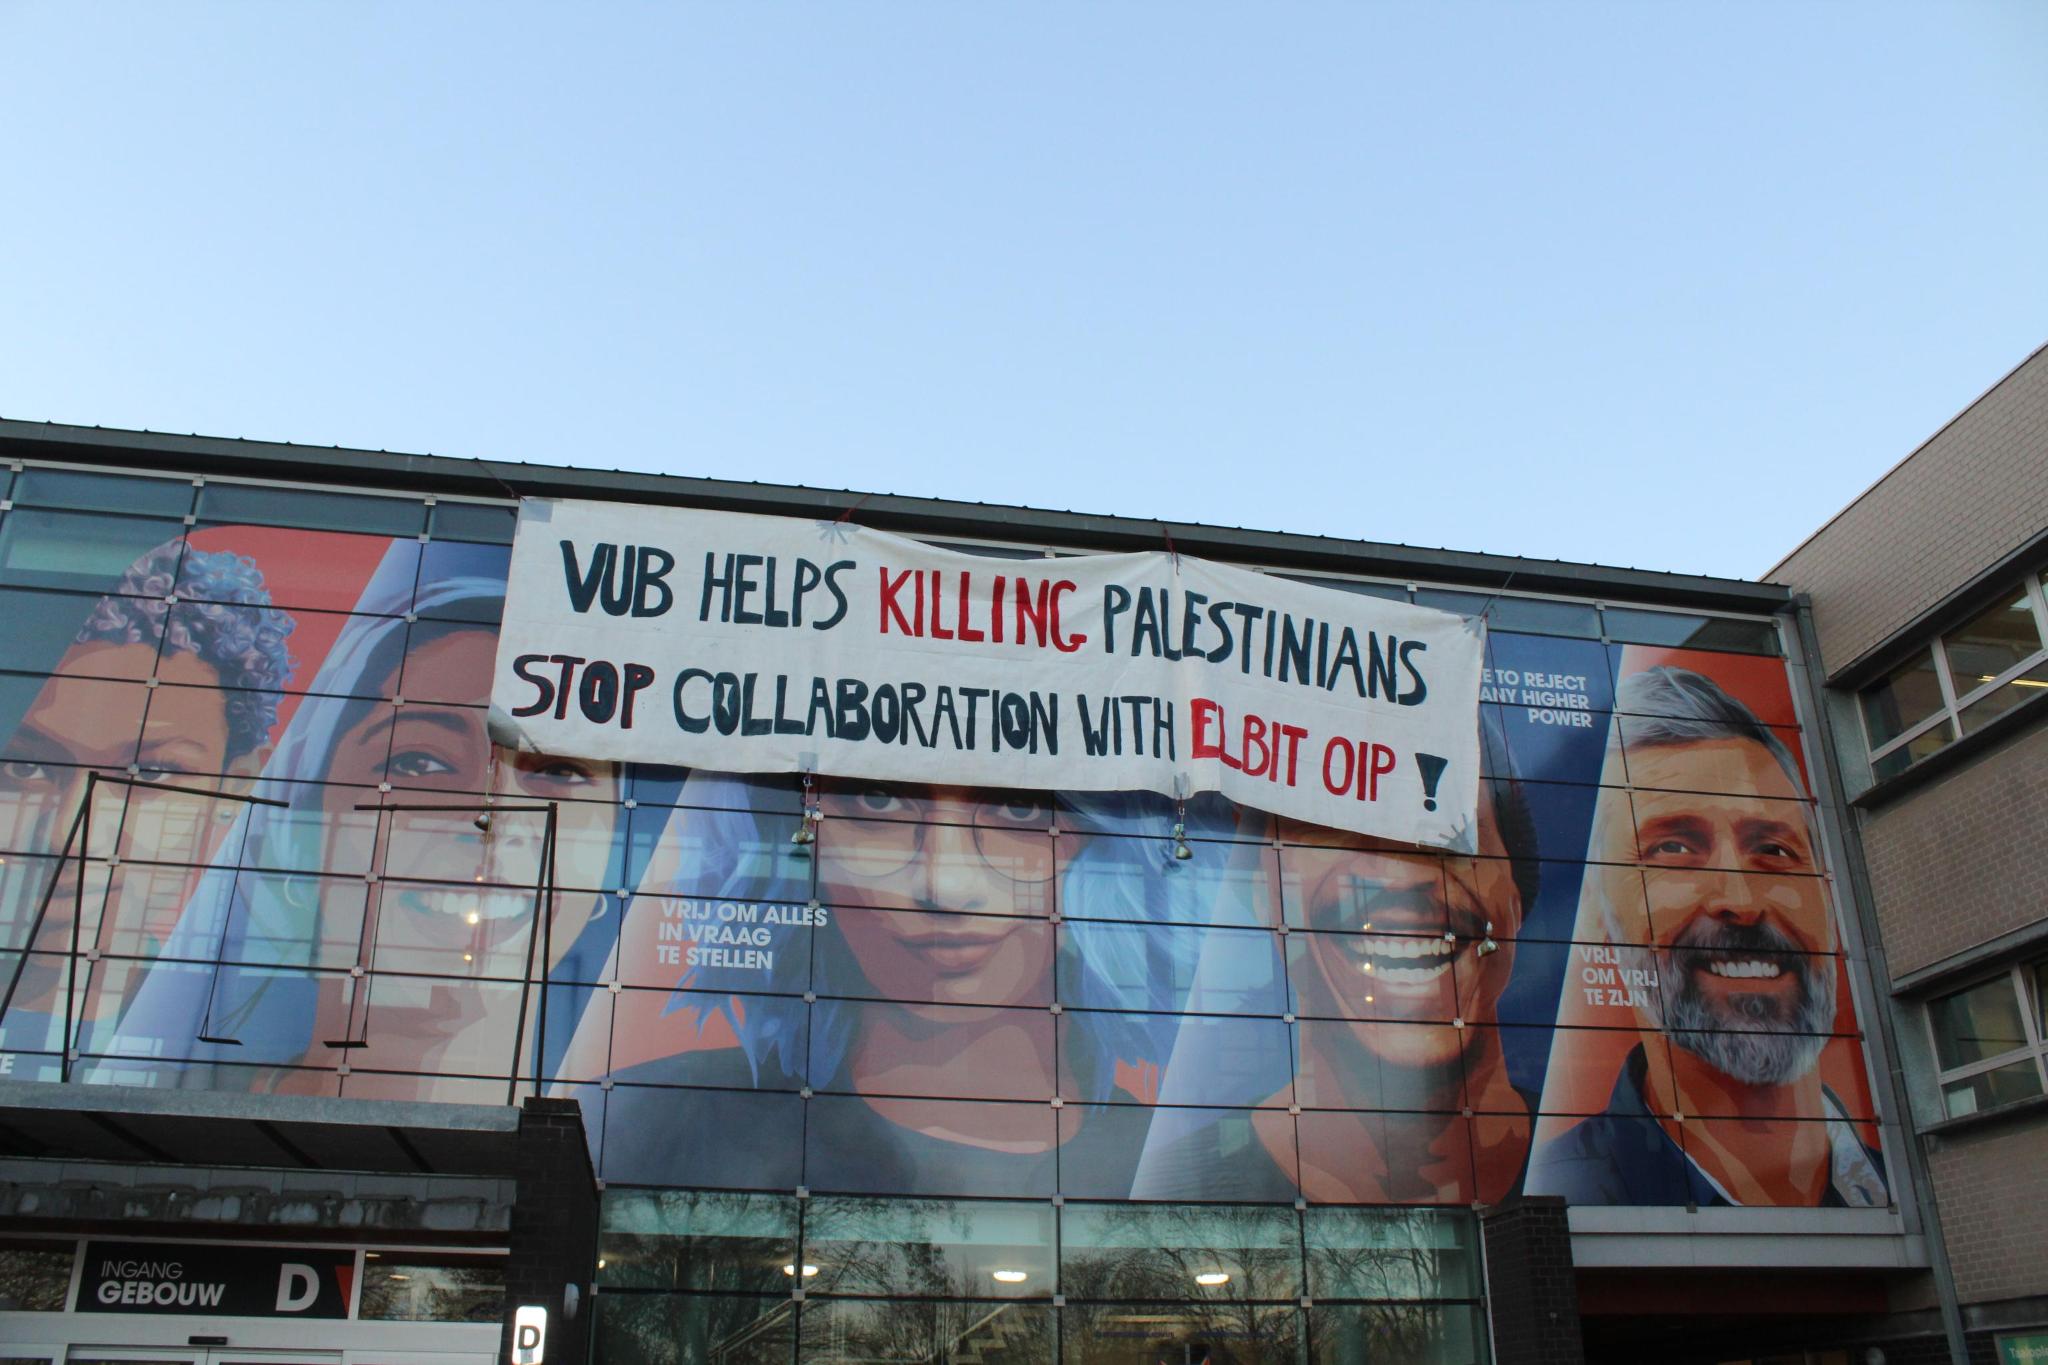 VUB HELPS KILLING PALESTINIANS
STOP COLLABORATION WITH ELBIT OIP !
TO REJECT
ANY HIGHER
POWER
VRIJ OM ALLES
IN VRAAG
TE STELLEN
VRIJ
OM VRIJ
TE ZIJN
INGANG
GEBOUW D
D